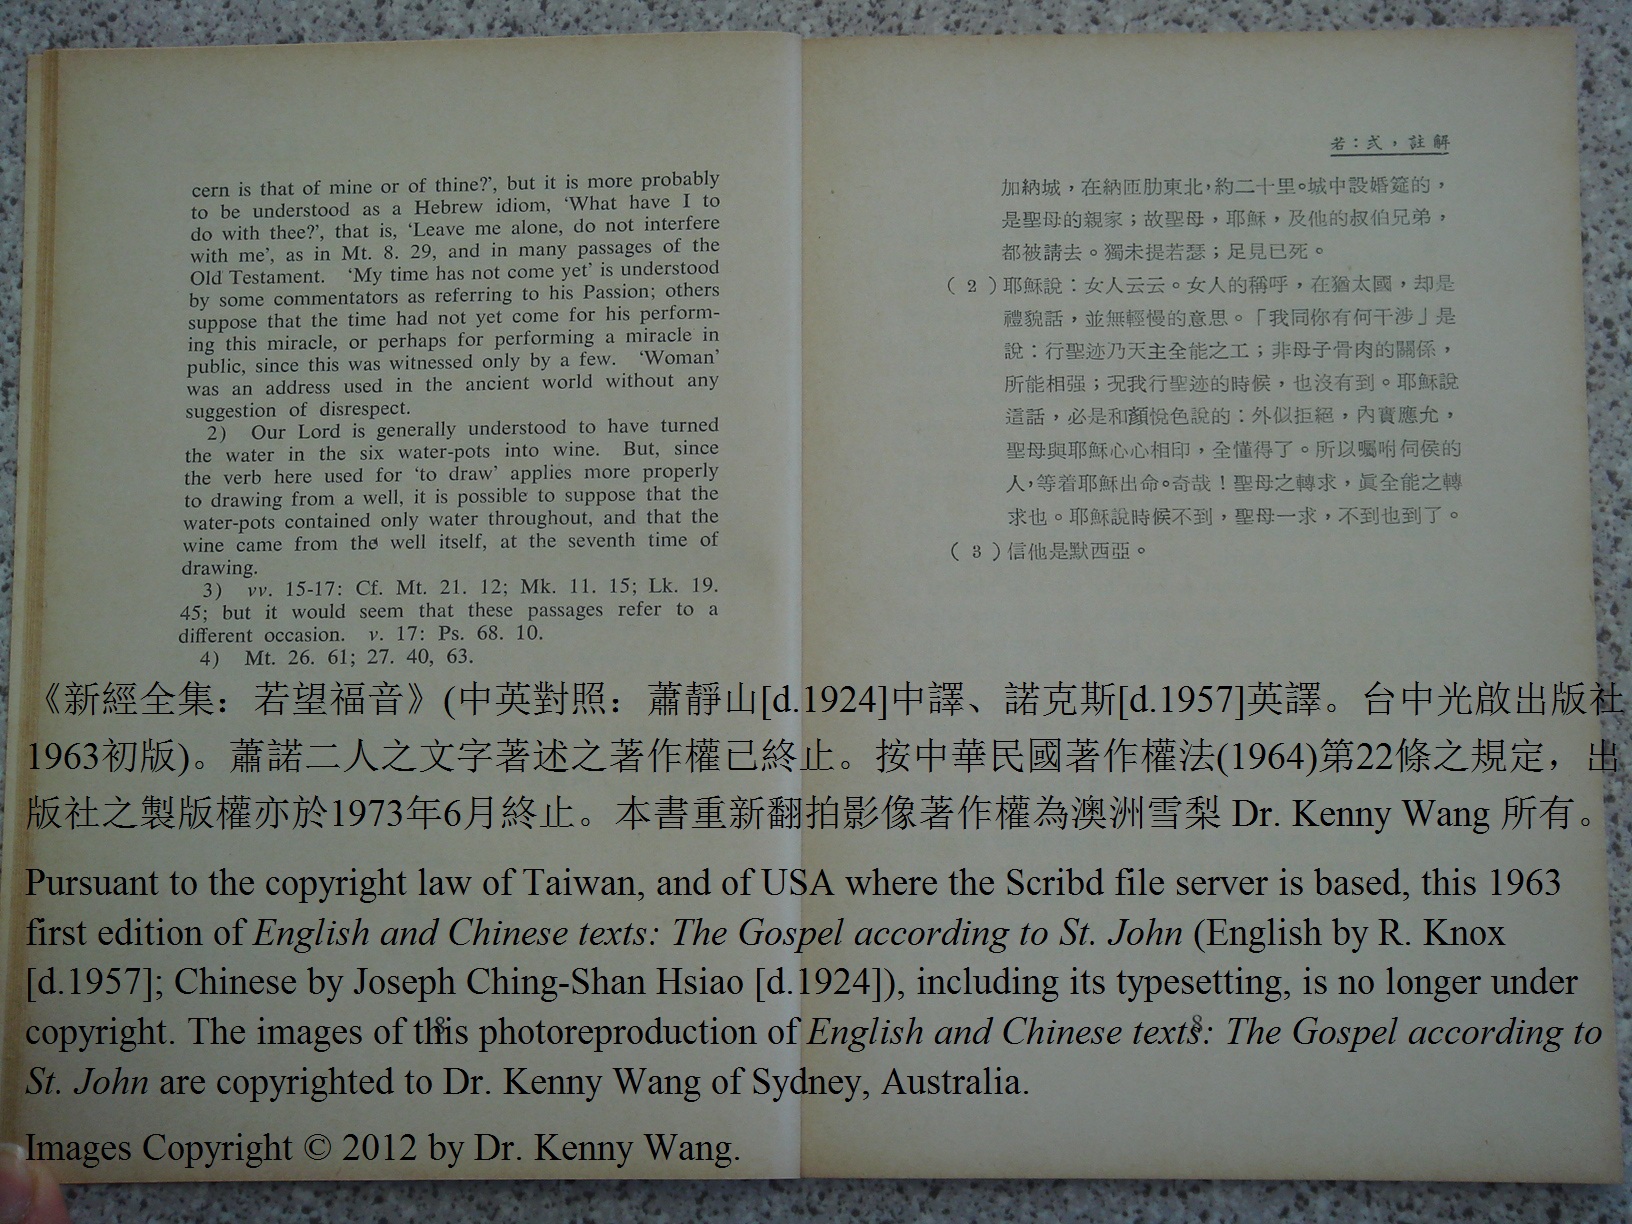 cern is that of mine or of thine?’, but it is more probably
to be understood as a Hebrew idiom, ‘What have I to
do with thee?’, that is, ‘Leave me alone, do not interfere
with me’, as in Mt. 8. 29, and in many passages of the
Old Testament. ‘My time has not come yet’ is understood
by some commentators as referring to his Passion; others
suppose that the time had not yet come for his perform-
ing this miracle, or perhaps for performing a miracle in
public, since this was witnessed only by a few. ‘Woman’
was an address used in the ancient world without any
suggestion of disrespect.
2) Our Lord is generally understood to have turned
the water in the six water-pots into wine. But, since
the verb here used for ‘to draw’ applies more properly
to drawing from a well, it is possible to suppose that the
water-pots contained only water throughout, and that the
wine came from the well itself, at the seventh time of
drawing.
3) vv. 15-17: Cf. Mt. 21. 12; Mk. 11. 15; Lk. 19.
45; but it would seem that these passages refer to a
different occasion. v. 17: Ps. 68. 10.
4) Mt. 26. 61; 27. 40, 63.
8
若：弍，註解
加納城，在納匝肋東北，約二十里。城中設婚筵的，
是聖母的親家；故聖母，耶穌，及他的叔伯兄弟，
都被請去。獨未提若瑟；足見已死。
（2）耶穌說：女人云云。女人的稱呼，在猶太國，却是
禮貌話，並無輕慢的意思。「我同你有何干涉」是
說：行聖迹乃天主全能之工；非母子骨肉的關係，
所能相强；况我行聖迹的時候，也沒有到。耶穌說
這話，必是和顏悅色說的：外似拒絕，內實應允，
聖母與耶穌心心相印，全懂得了。所以囑咐伺侯的
人，等着耶穌出命。奇哉！聖母之轉求，眞全能之轉
求也。耶穌說時候不到，聖母一求，不到也到了。
（3）信他是默西亞。
8
《新經全集：若望福音》(中英對照：蕭靜山[d.1924]中譯、諾克斯[d.1957]英譯。台中光啟出版社
1963初版)。蕭諾二人之文字著述之著作權已終止。按中華民國著作權法(1964)第22條之規定，出
版社之製版權亦於1973年6月終止。本書重新翻拍影像著作權為澳洲雪梨 Dr. Kenny Wang 所有。
Pursuant to the copyright law of Taiwan, and of USA where the Scribd file server is based, this 1963
first edition of English and Chinese texts: The Gospel according to St. John (English by R. Knox
[d.1957]; Chinese by Joseph Ching-Shan Hsiao [d.1924]), including its typesetting, is no longer under
copyright. The images of this photoreproduction of English and Chinese texts: The Gospel according to
St. John are copyrighted to Dr. Kenny Wang of Sydney, Australia.
Images Copyright © 2012 by Dr. Kenny Wang.